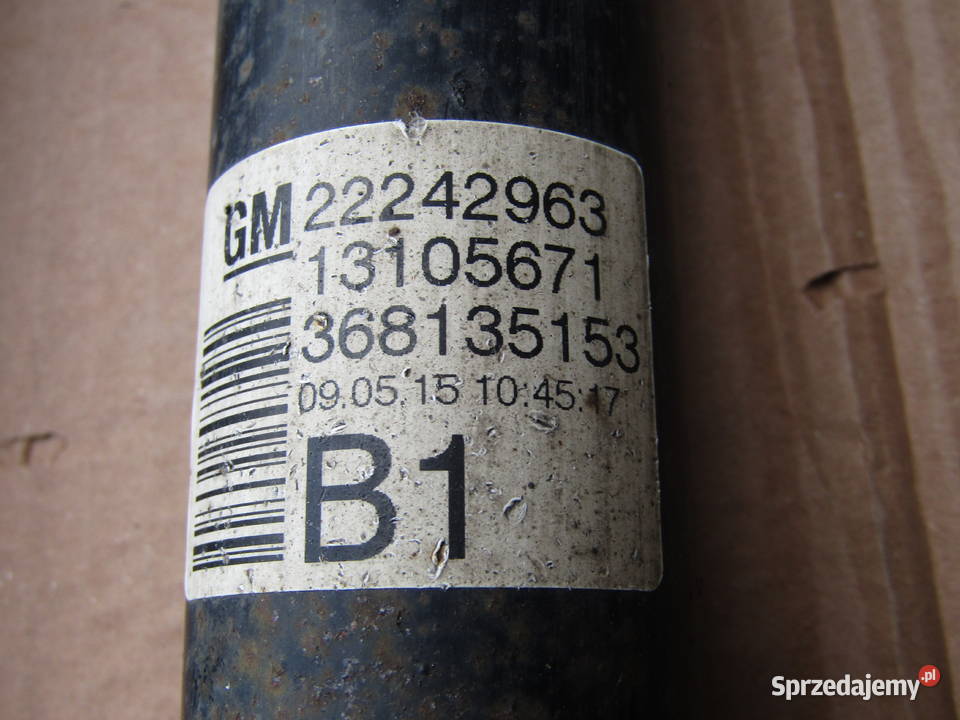 GM 22242963
13105671
368135153
09.05.15 10:45:17
B1
Sprzedajemy.pl